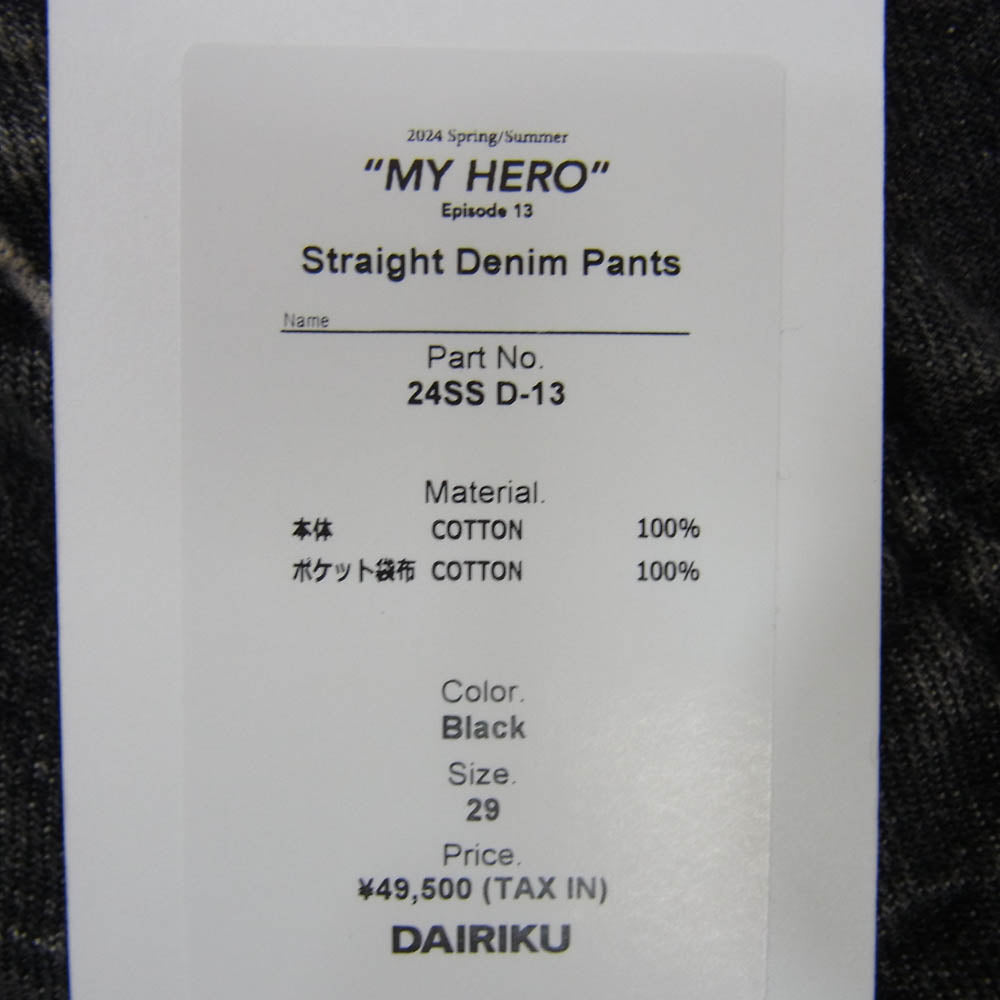 2024 Spring/Summer
“MY HERO”
Episode 13
Straight Denim Pants
Name
Part No.
24SS D-13
Material.
本体 COTTON 100%
ポケット袋布 COTTON 100%
Color.
Black
Size.
29
Price.
¥49,500 (TAX IN)
DAIRIKU